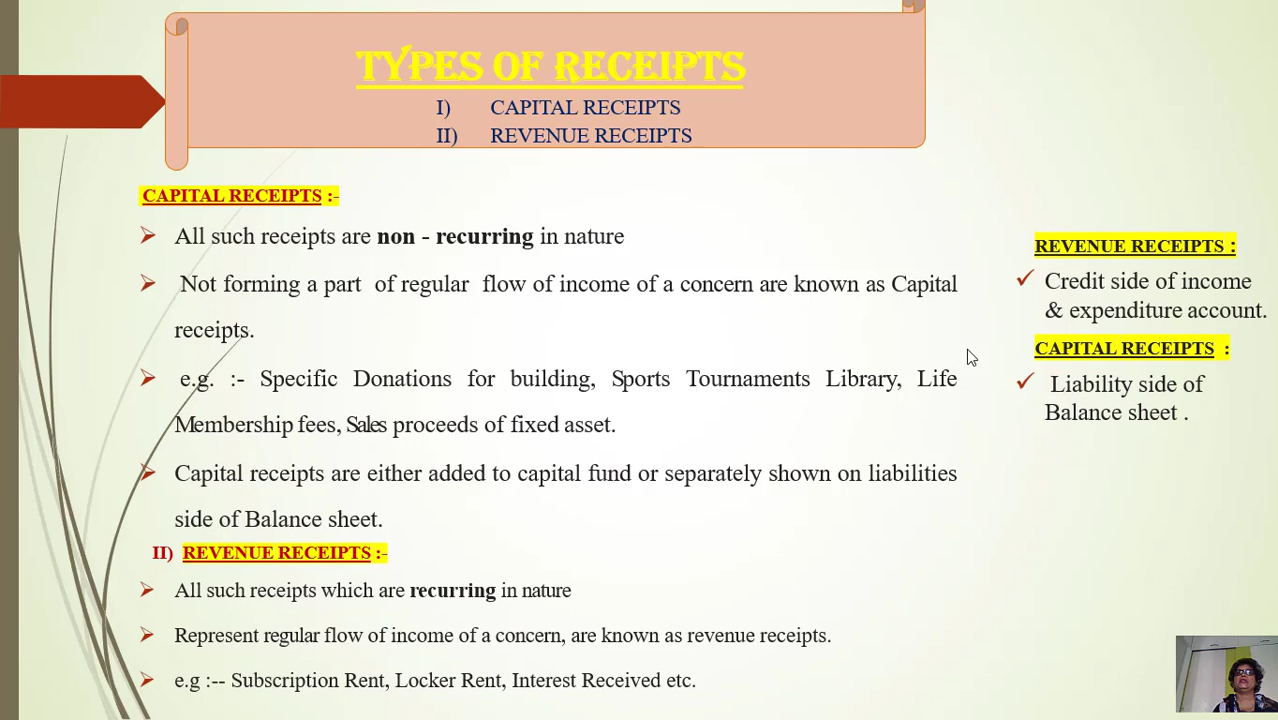 TYPES OF RECEIPTS
I) CAPITAL RECEIPTS
II) REVENUE RECEIPTS
CAPITAL RECEIPTS :-
All such receipts are non - recurring in nature
Not forming a part of regular flow of income of a concern are known as Capital
receipts.
e.g. :- Specific Donations for building, Sports Tournaments Library, Life
Membership fees, Sales proceeds of fixed asset.
Capital receipts are either added to capital fund or separately shown on liabilities
side of Balance sheet.
II) REVENUE RECEIPTS :-
All such receipts which are recurring in nature
Represent regular flow of income of a concern, are known as revenue receipts.
e.g :-- Subscription Rent, Locker Rent, Interest Received etc.
REVENUE RECEIPTS :
Credit side of income
& expenditure account.
CAPITAL RECEIPTS :
Liability side of
Balance sheet .